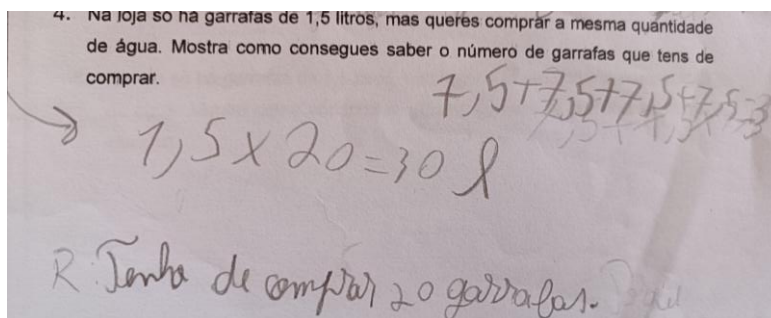 4. Na loja só há garrafas de 1,5 litros, mas queres comprar a mesma quantidade
de água. Mostra como consegues saber o número de garrafas que tens de
comprar.
7,5+7,5+7,5+7,5=3
1,5 x 20=30 l
R: Tenho de comprar 20 garrafas.